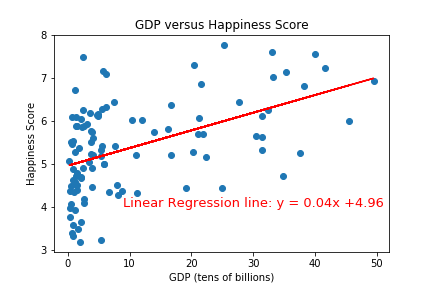 GDP versus Happiness Score
8
7
6
5
4
3
Happiness Score
Linear Regression line: y = 0.04x +4.96
0 10 20 30 40 50
GDP (tens of billions)